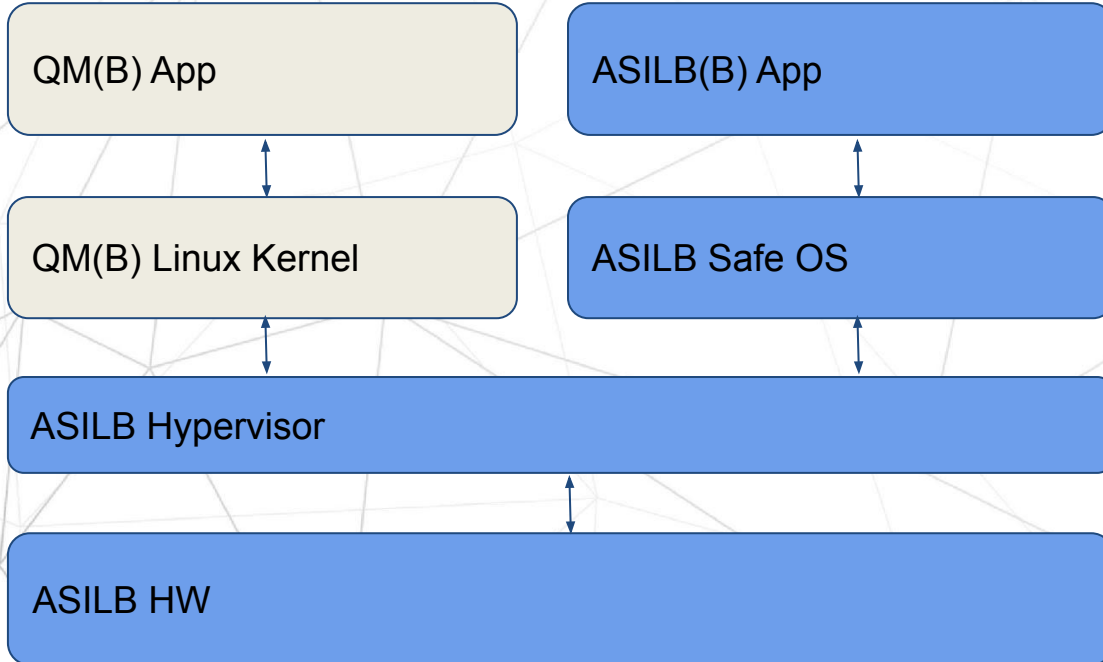 QM(B) App
ASILB(B) App
QM(B) Linux Kernel
ASILB Safe OS
ASILB Hypervisor
ASILB HW